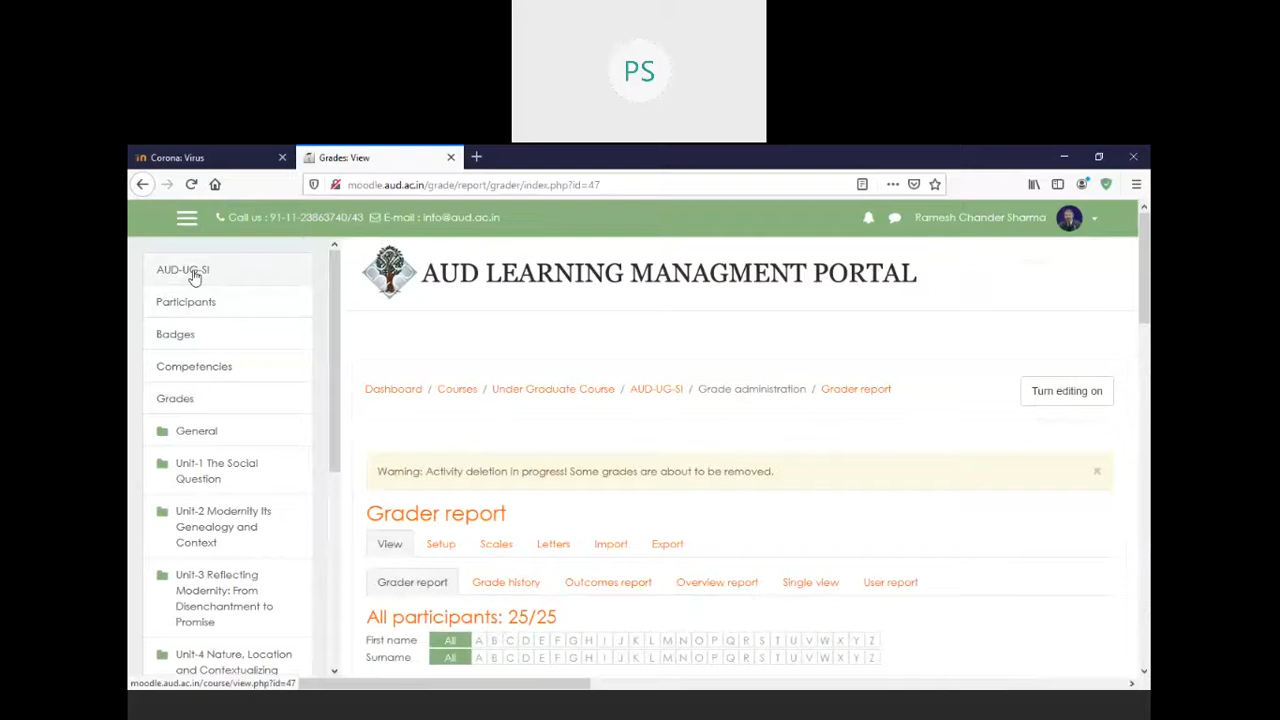 PS
in Corona: Virus
Grades: View
moodle.aud.ac.in/grade/report/grader/index.php?id=47
Call us : 91-11-23863740/43 E-mail : info@aud.ac.in
Ramesh Chander Sharma
AUD-UG-SI
Participants
Badges
Competencies
Grades
General
Unit-1 The Social
Question
Unit-2 Modernity Its
Genealogy and
Context
Unit-3 Reflecting
Modernity: From
Disenchantment to
Promise
Unit-4 Nature, Location
and Contextualizing
AUD LEARNING MANAGMENT PORTAL
Dashboard / Courses / Under Graduate Course / AUD-UG-SI / Grade administration / Grader report
Turn editing on
Warning: Activity deletion in progress! Some grades are about to be removed.
Grader report
View Setup Scales Letters Import Export
Grader report Grade history Outcomes report Overview report Single view User report
All participants: 25/25
First name All A B C D E F G H I J K L M N O P Q R S T U V W X Y Z
Surname All A B C D E F G H I J K L M N O P Q R S T U V W X Y Z
moodle.aud.ac.in/course/view.php?id=47